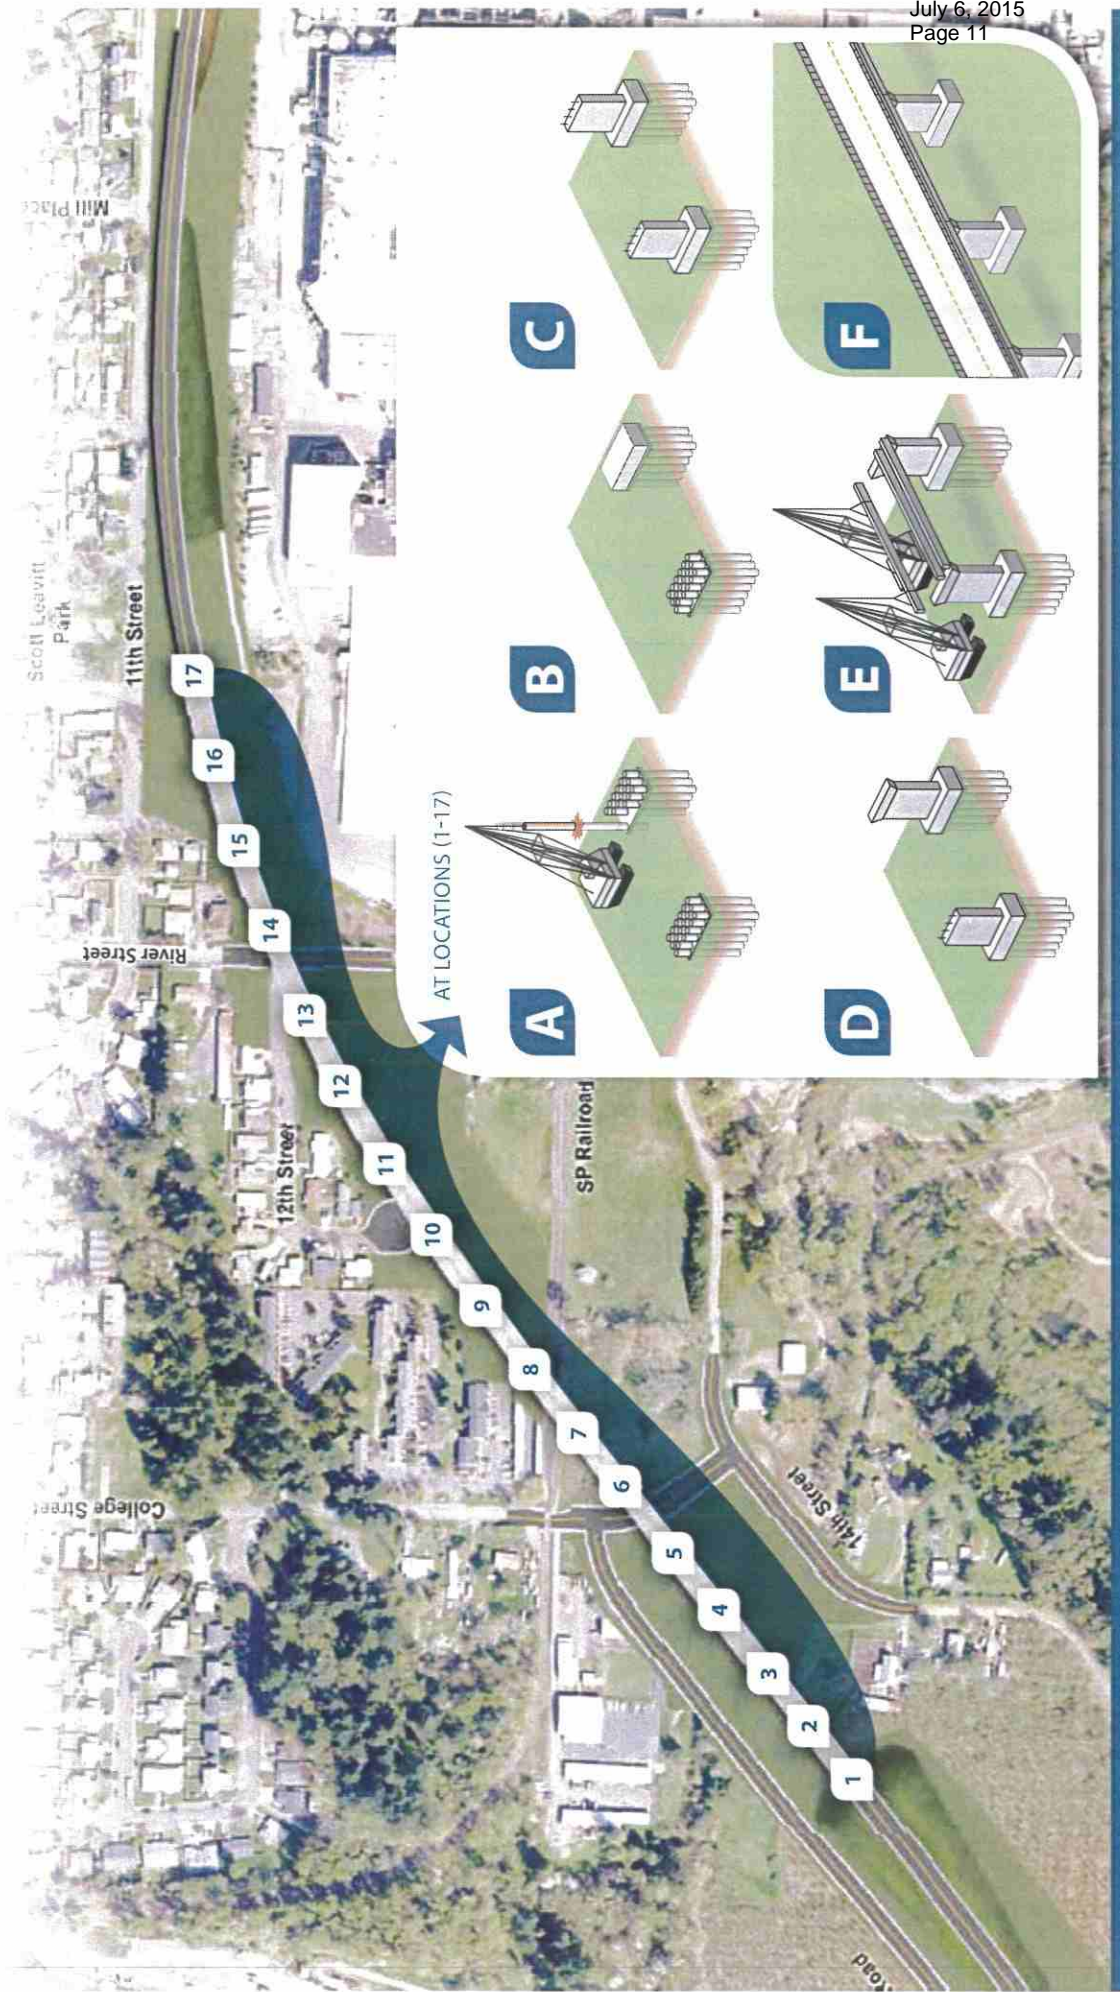 July 6, 2015
Page 11
Mill Place
Scott Leavitt
Park
11th Street
River Street
12th Street
College Street
SP Railroad
14th Street
Road
1
2
3
4
5
6
7
8
9
10
11
12
13
14
15
16
17
AT LOCATIONS (1-17)
A
B
C
D
E
F